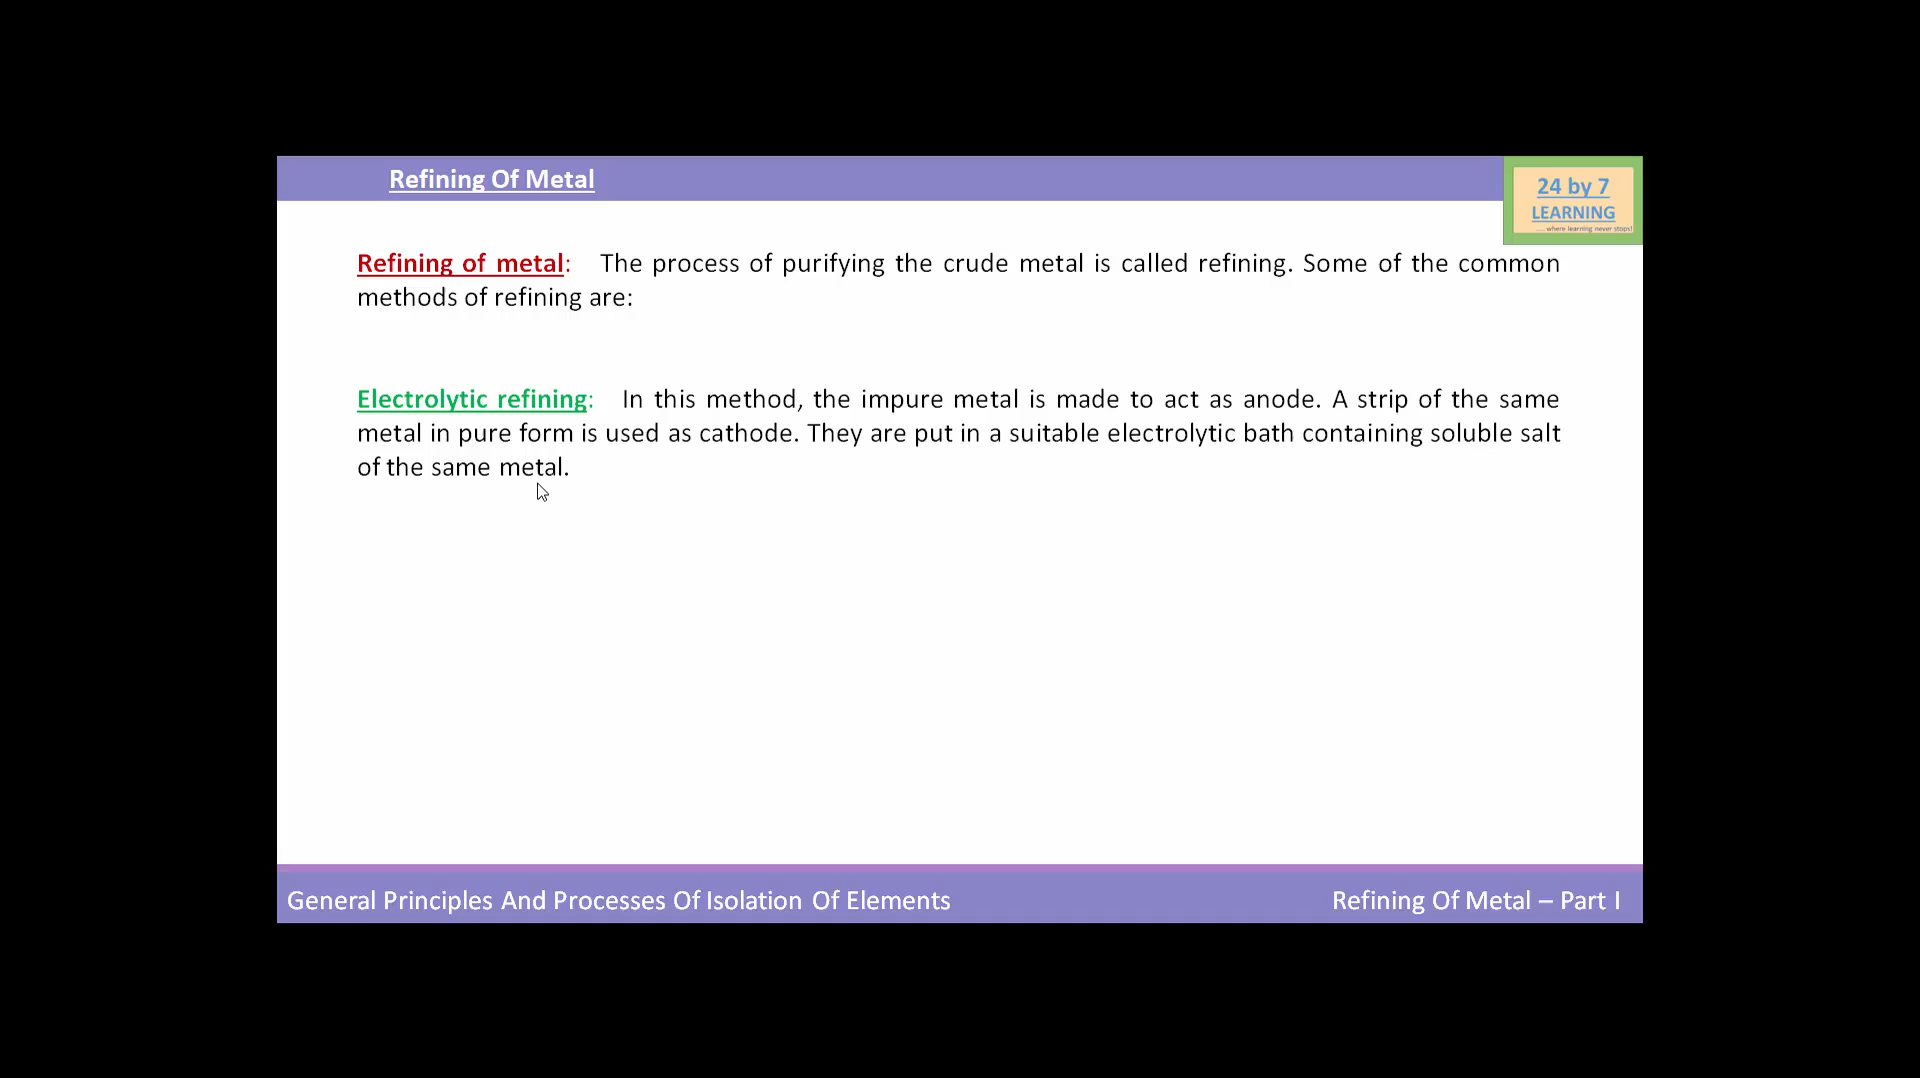 Refining Of Metal
24 by 7
LEARNING
.... where learning never stops!
Refining of metal: The process of purifying the crude metal is called refining. Some of the common
methods of refining are:
Electrolytic refining: In this method, the impure metal is made to act as anode. A strip of the same
metal in pure form is used as cathode. They are put in a suitable electrolytic bath containing soluble salt
of the same metal.
General Principles And Processes Of Isolation Of Elements
Refining Of Metal – Part I